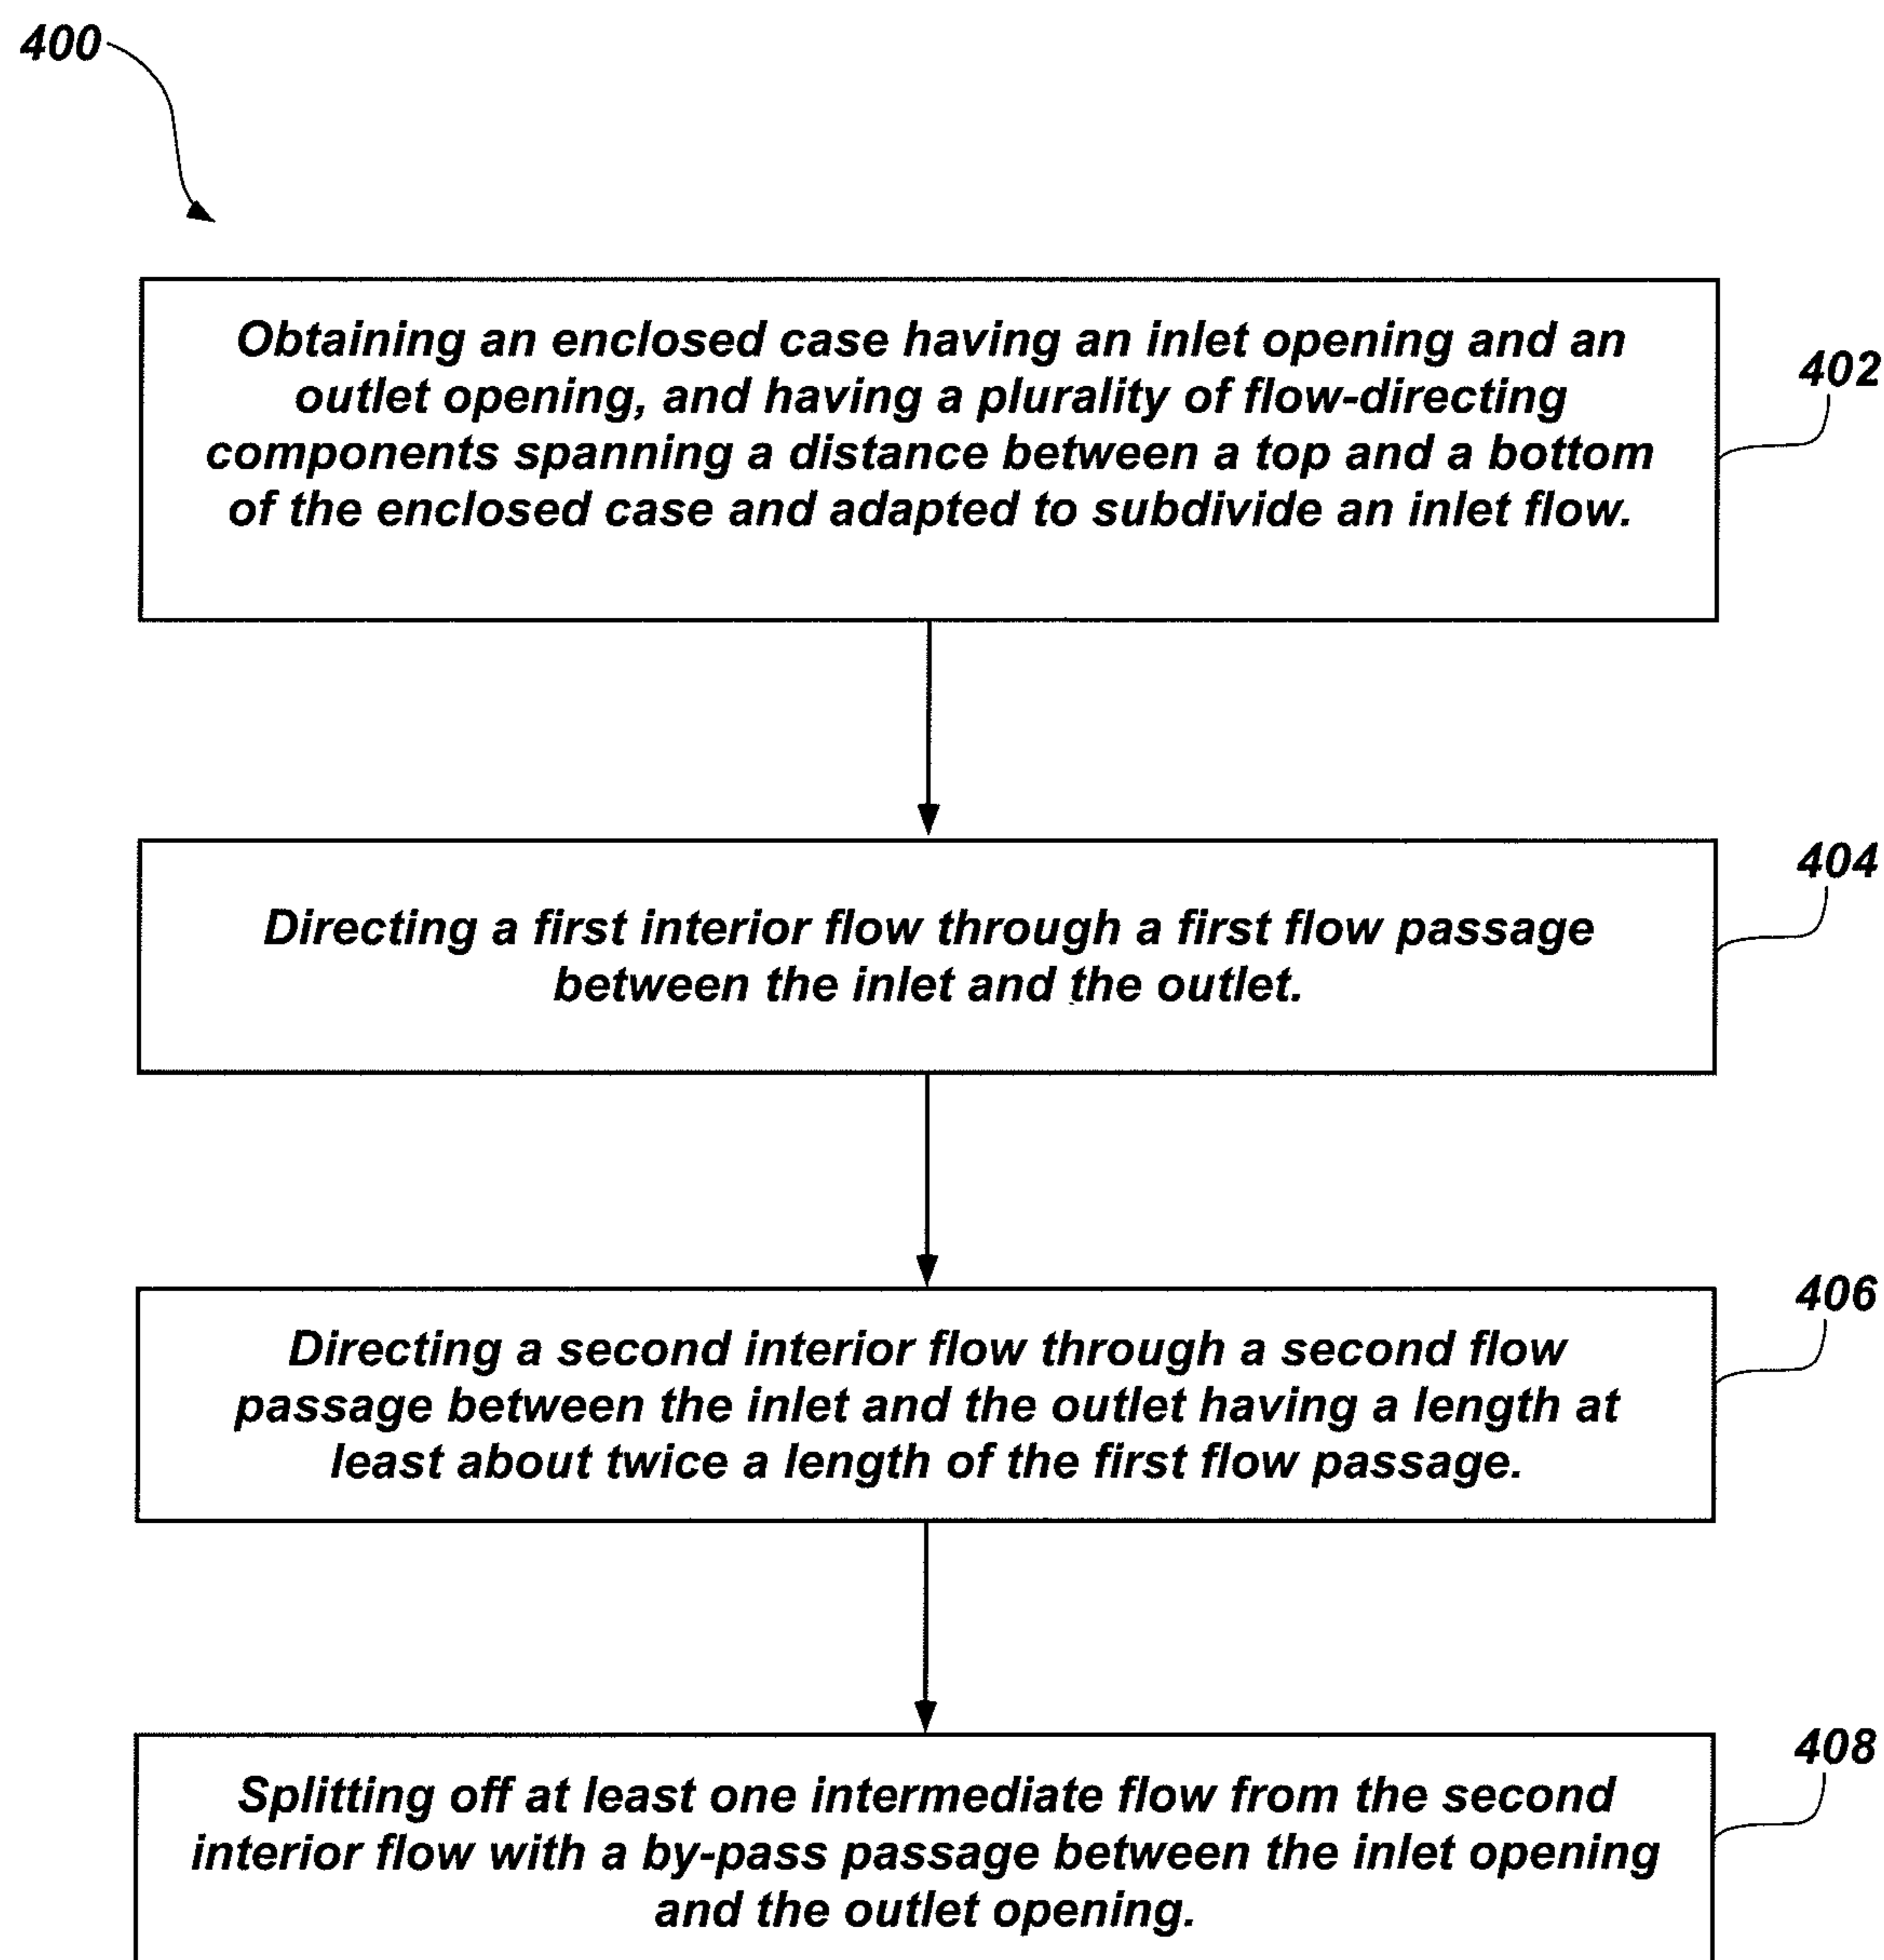 400
Obtaining an enclosed case having an inlet opening and an
outlet opening, and having a plurality of flow-directing
components spanning a distance between a top and a bottom
of the enclosed case and adapted to subdivide an inlet flow.
402
Directing a first interior flow through a first flow passage
between the inlet and the outlet.
404
Directing a second interior flow through a second flow
passage between the inlet and the outlet having a length at
least about twice a length of the first flow passage.
406
Splitting off at least one intermediate flow from the second
interior flow with a by-pass passage between the inlet opening
and the outlet opening.
408